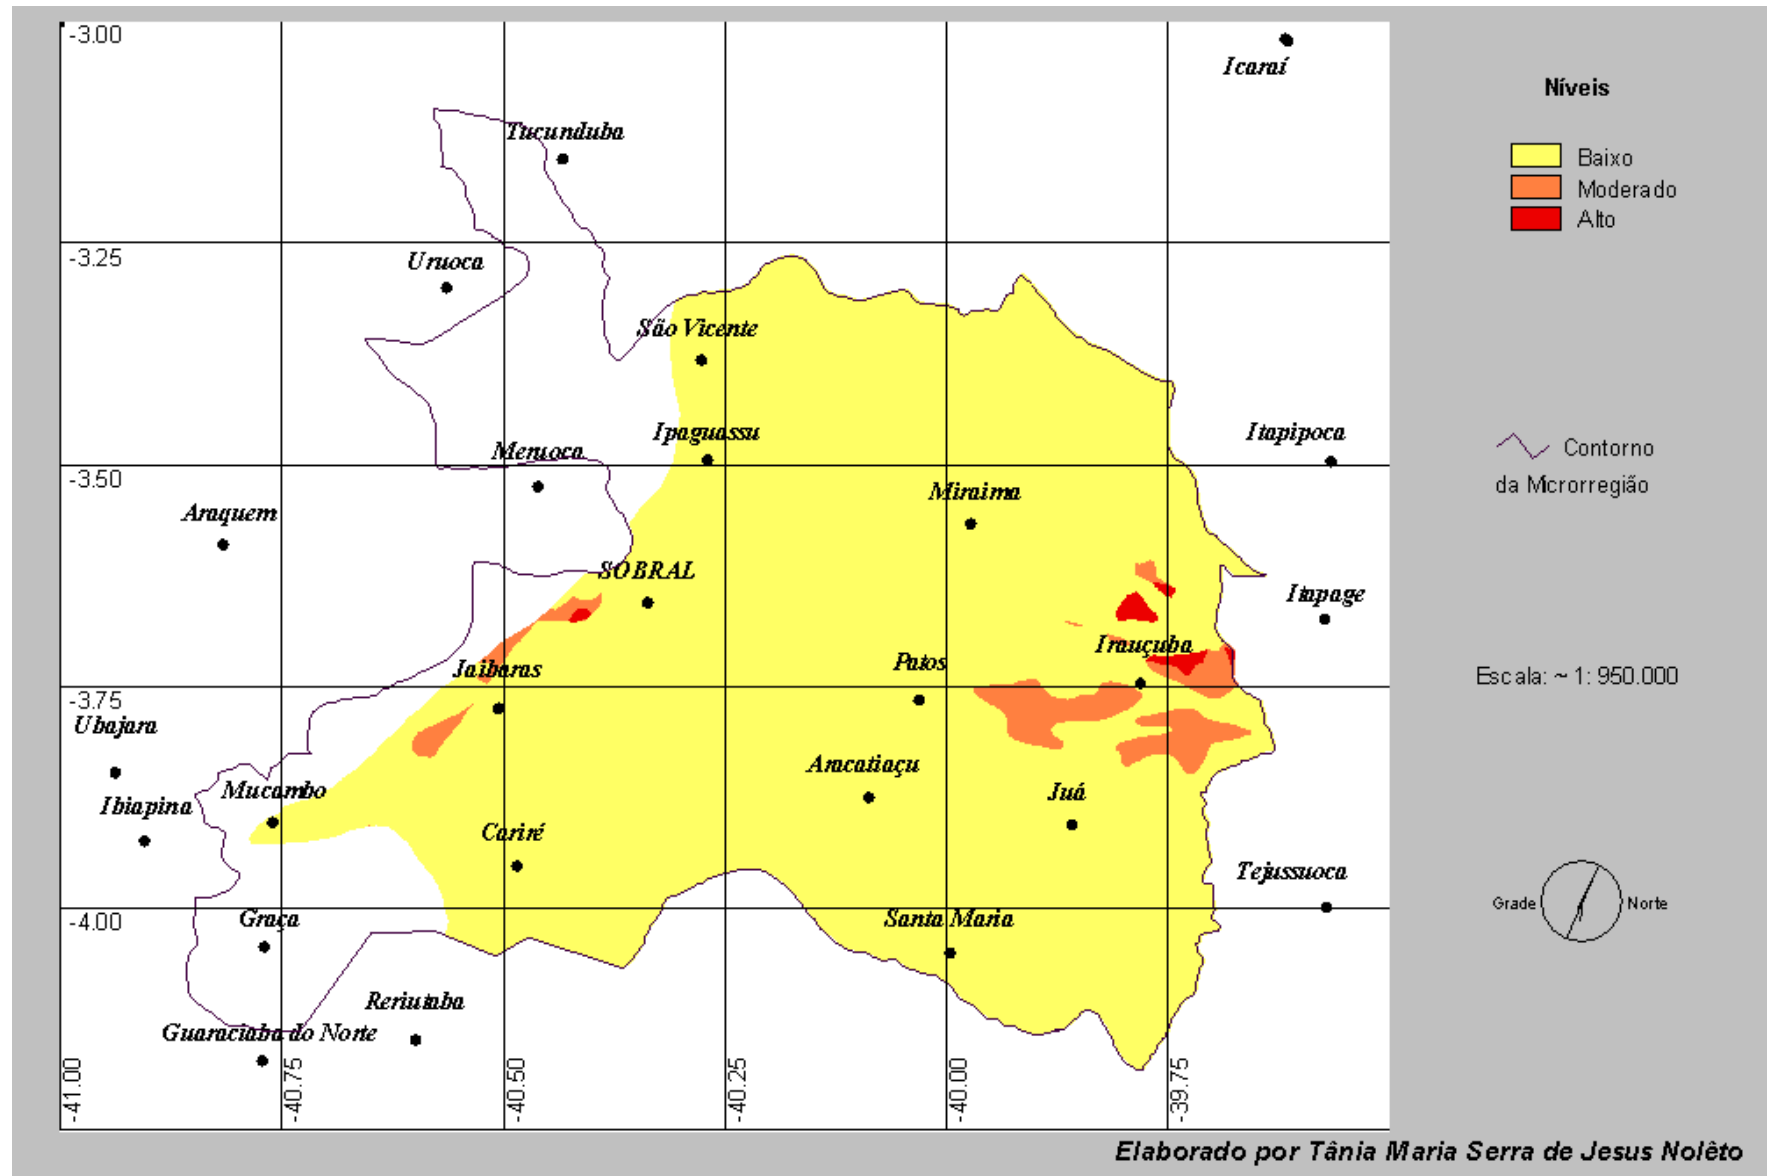 -3.00
Icaraí
Tucunduba
-3.25
Uruoca
São Vicente
Ipaguassu
Itapipoca
Meruoca
-3.50
Miraima
Araquem
SOBRAL
Itapage
Irauçuba
Patos
Jaibaras
-3.75
Ubajara
Aracatiaçu
Mucambo
Juá
Ibiapina
Cariré
Tejussuoca
-4.00
Graça
Santa Maria
Reriutaba
Guaraciaba do Norte
-41.00
-40.75
-40.50
-40.25
-40.00
-39.75
Níveis
Baixo
Moderado
Alto
Contorno
da Microrregião
Escala: ~ 1: 950.000
Grade
Norte
Elaborado por Tânia Maria Serra de Jesus Nolêto